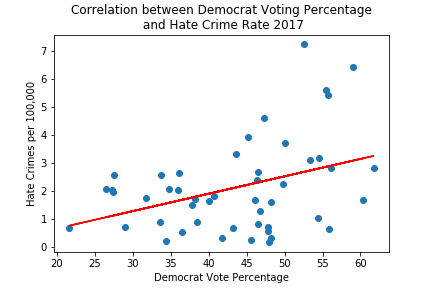 Correlation between Democrat Voting Percentage
and Hate Crime Rate 2017
Hate Crimes per 100,000
7
6
5
4
3
2
1
0
20 25 30 35 40 45 50 55 60
Democrat Vote Percentage